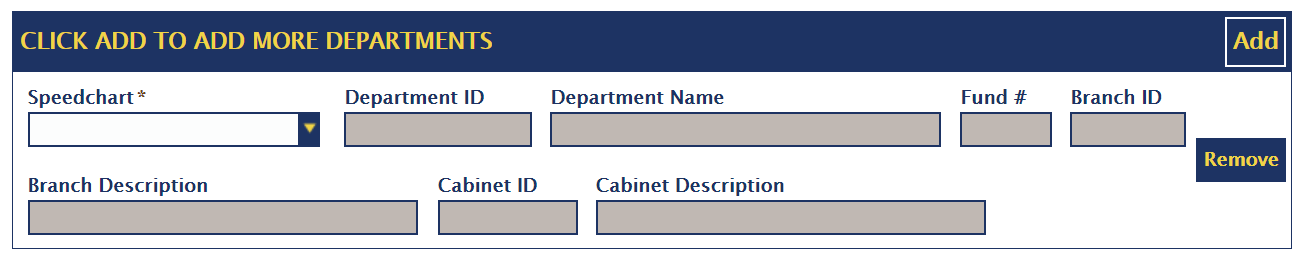 CLICK ADD TO ADD MORE DEPARTMENTS Add
Speedchart* Department ID Department Name Fund # Branch ID
Remove
Branch Description Cabinet ID Cabinet Description